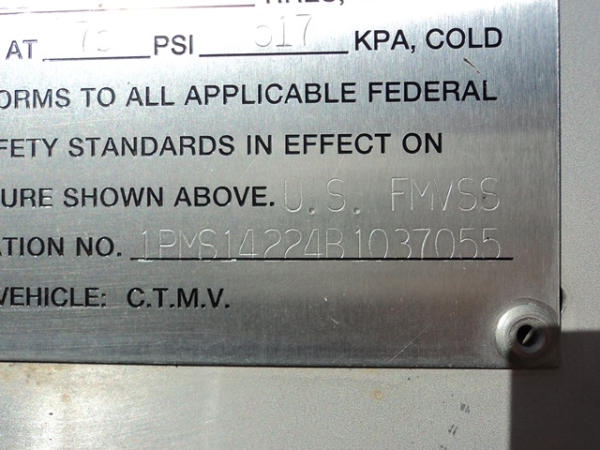 AT 75 PSI 517 KPA, COLD
ORMS TO ALL APPLICABLE FEDERAL
FETY STANDARDS IN EFFECT ON
URE SHOWN ABOVE. U.S. FMVSS
ATION NO. 1PMS14224B1037055
VEHICLE: C.T.M.V.